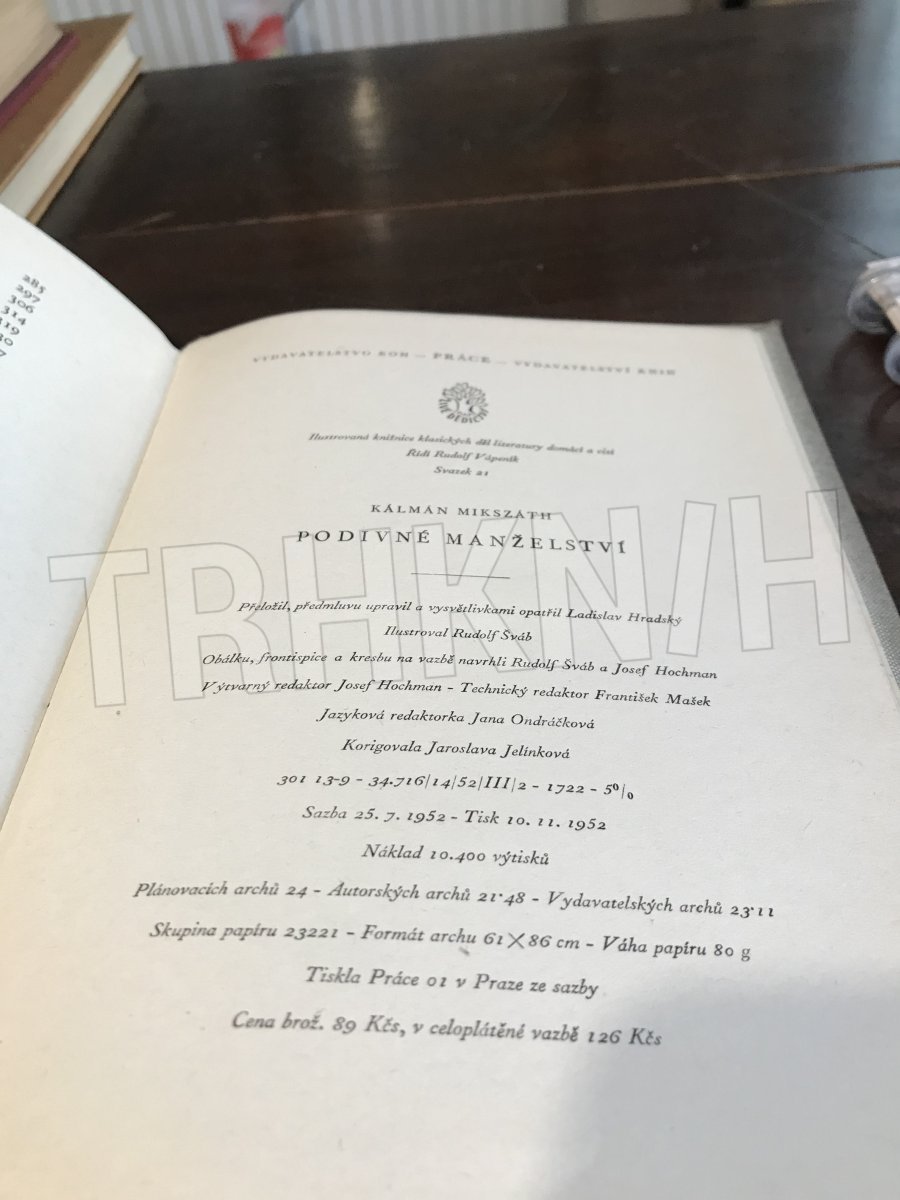 285
297
306
314
319
VYDAVATELSTVO ROH — PRÁCE — VYDAVATELSTVÍ KNIH
DĚDICTVÍ
Ilustrovaná knižnice klasických děl literatury domácí a cizí
Řídí Rudolf Vápeník
Svazek 21
KÁLMÁN MIKSZÁTH
PODIVNÉ MANŽELSTVÍ
Přeložil, předmluvu upravil a vysvětlivkami opatřil Ladislav Hradský
Ilustroval Rudolf Šváb
Obálku, frontispice a kresbu na vazbě navrhli Rudolf Šváb a Josef Hochman
Výtvarný redaktor Josef Hochman - Technický redaktor František Mašek
Jazyková redaktorka Jana Ondráčková
Korigovala Jaroslava Jelínková
301 13-9 - 34.716|14|52|III|2 - 1722 - 5%
Sazba 25. 7. 1952 - Tisk 10. 11. 1952
Náklad 10.400 výtisků
Plánovacích archů 24 - Autorských archů 21·48 - Vydavatelských archů 23·11
Skupina papíru 23221 - Formát archu 61×86 cm - Váha papíru 80 g
Tiskla Práce 01 v Praze ze sazby
Cena brož. 89 Kčs, v celoplátěné vazbě 126 Kčs
TRHKNIH